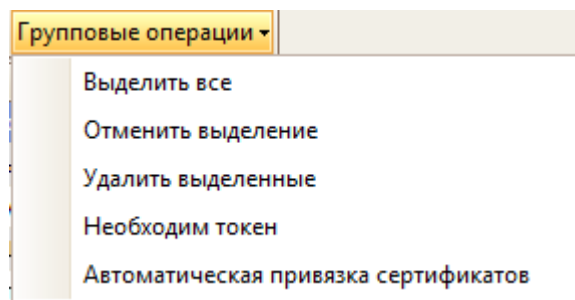 Групповые операции
Выделить все
Отменить выделение
Удалить выделенные
Необходим токен
Автоматическая привязка сертификатов